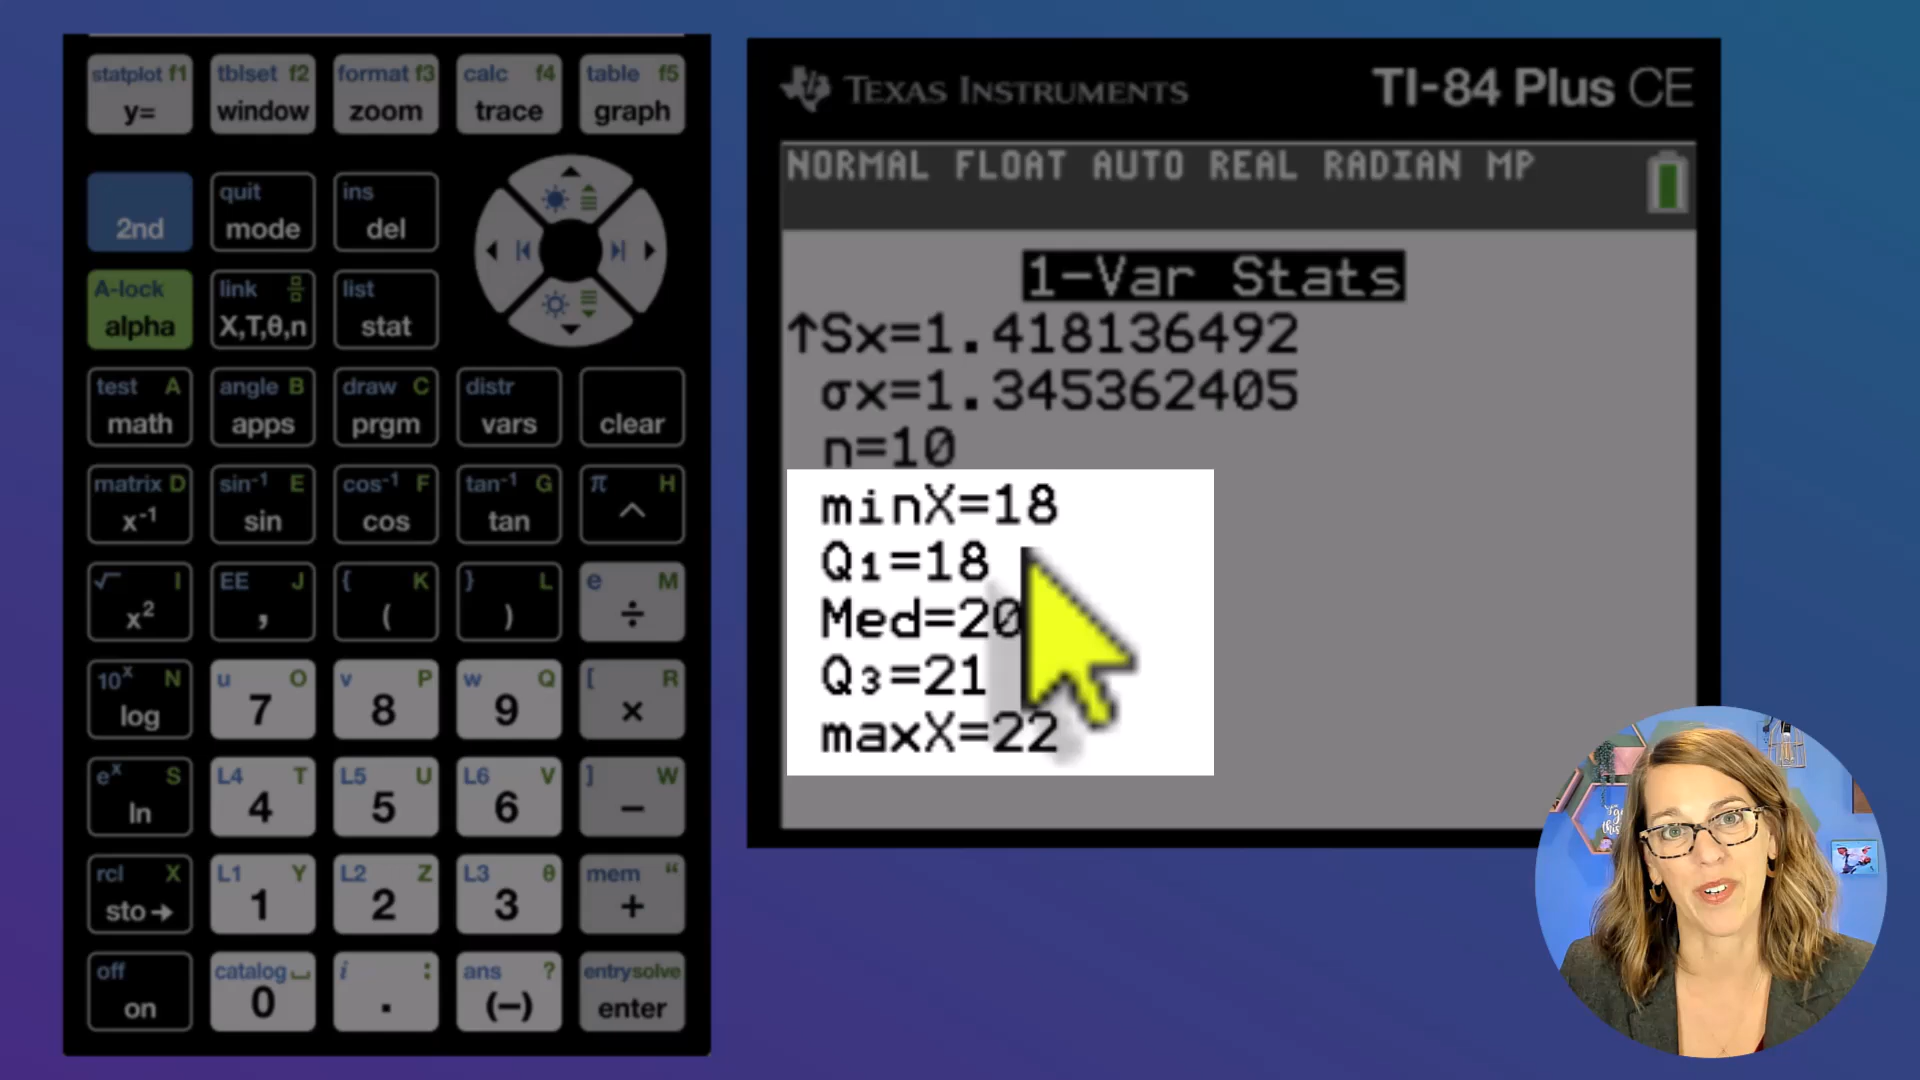 statplot f1 tblset f2 format f3 calc f4 table f5
y= window zoom trace graph
quit ins
2nd mode del
A-lock link list
alpha X,T,θ,n stat
test A angle B draw C distr
math apps prgm vars clear
matrix D sin⁻¹ E cos⁻¹ F tan⁻¹ G π H
x⁻¹ sin cos tan ^
√ I EE J { K } L e M
x² , ( ) ÷
10ˣ N u O v P w Q [ R
log 7 8 9 ×
eˣ S L4 T L5 U L6 V ] W
ln 4 5 6 −
rcl X L1 Y L2 Z L3 θ mem “
sto→ 1 2 3 +
off catalog ⎵ i : ans ? entry solve
on 0 . (−) enter
TEXAS INSTRUMENTS TI-84 Plus CE
NORMAL FLOAT AUTO REAL RADIAN MP
1-Var Stats
↑Sx=1.418136492
σx=1.345362405
n=10
minX=18
Q₁=18
Med=20
Q₃=21
maxX=22